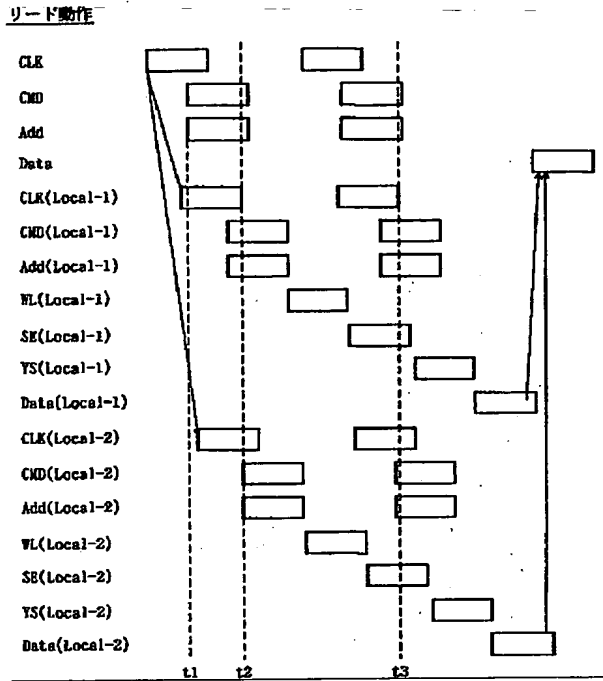 リード動作
CLK
CMD
Add
Data
CLK(Local-1)
CMD(Local-1)
Add(Local-1)
WL(Local-1)
SE(Local-1)
YS(Local-1)
Data(Local-1)
CLK(Local-2)
CMD(Local-2)
Add(Local-2)
WL(Local-2)
SE(Local-2)
YS(Local-2)
Data(Local-2)
t1 t2 t3